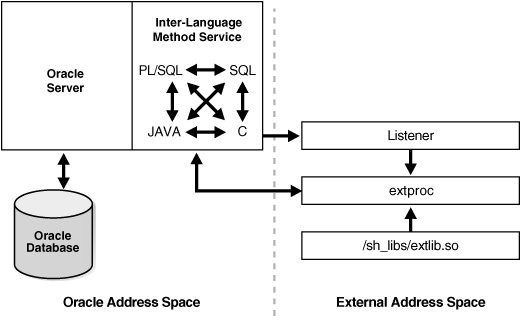 Inter-Language
Method Service
Oracle
Server
PL/SQL
SQL
JAVA
C
Listener
extproc
/sh_libs/extlib.so
Oracle
Database
Oracle Address Space
External Address Space